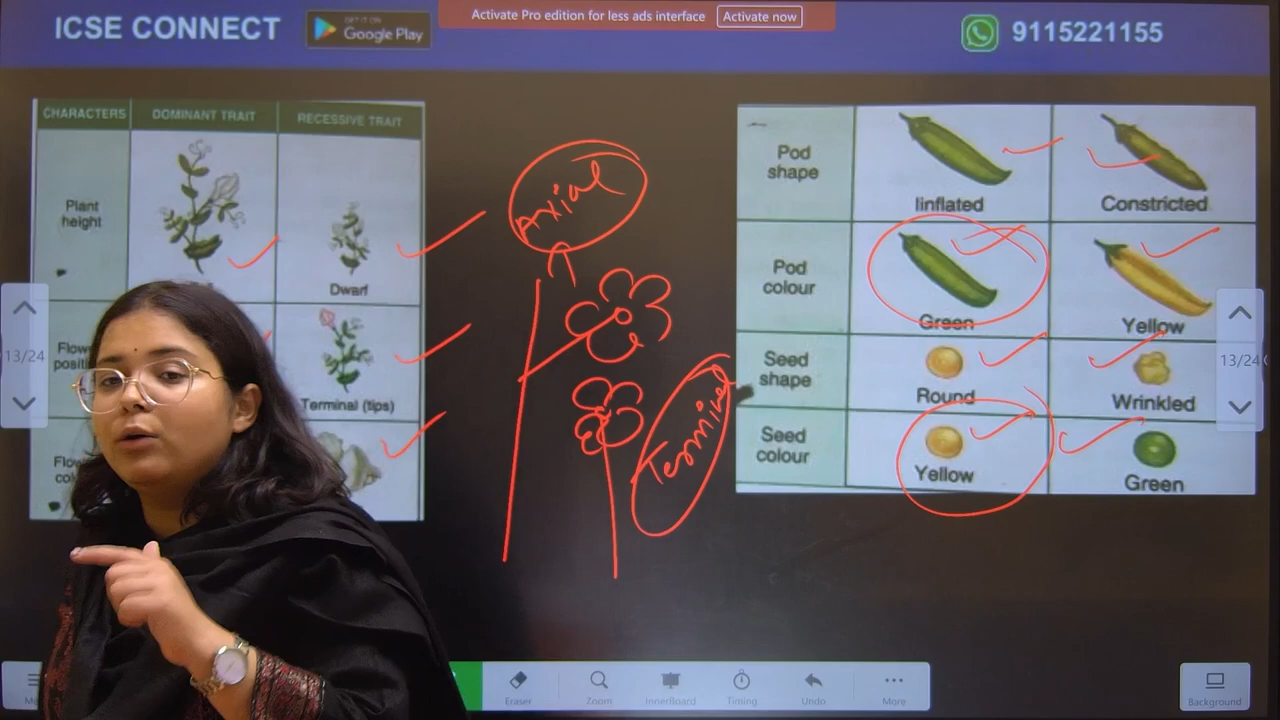 Activate Pro edition for less ads interface
Activate now
ICSE CONNECT
GET IT ON
Google Play
9115221155
CHARACTERS DOMINANT TRAIT RECESSIVE TRAIT
Plant
height
Dwarf
Terminal (tips)
13/24
Axial
Pod
shape
Iinflated
Constricted
Pod
colour
Green
Yellow
Seed
shape
Round
Wrinkled
Seed
colour
Yellow
Green
13/24
Eraser
Zoom
InnerBoard
Timing
Undo
More
Background